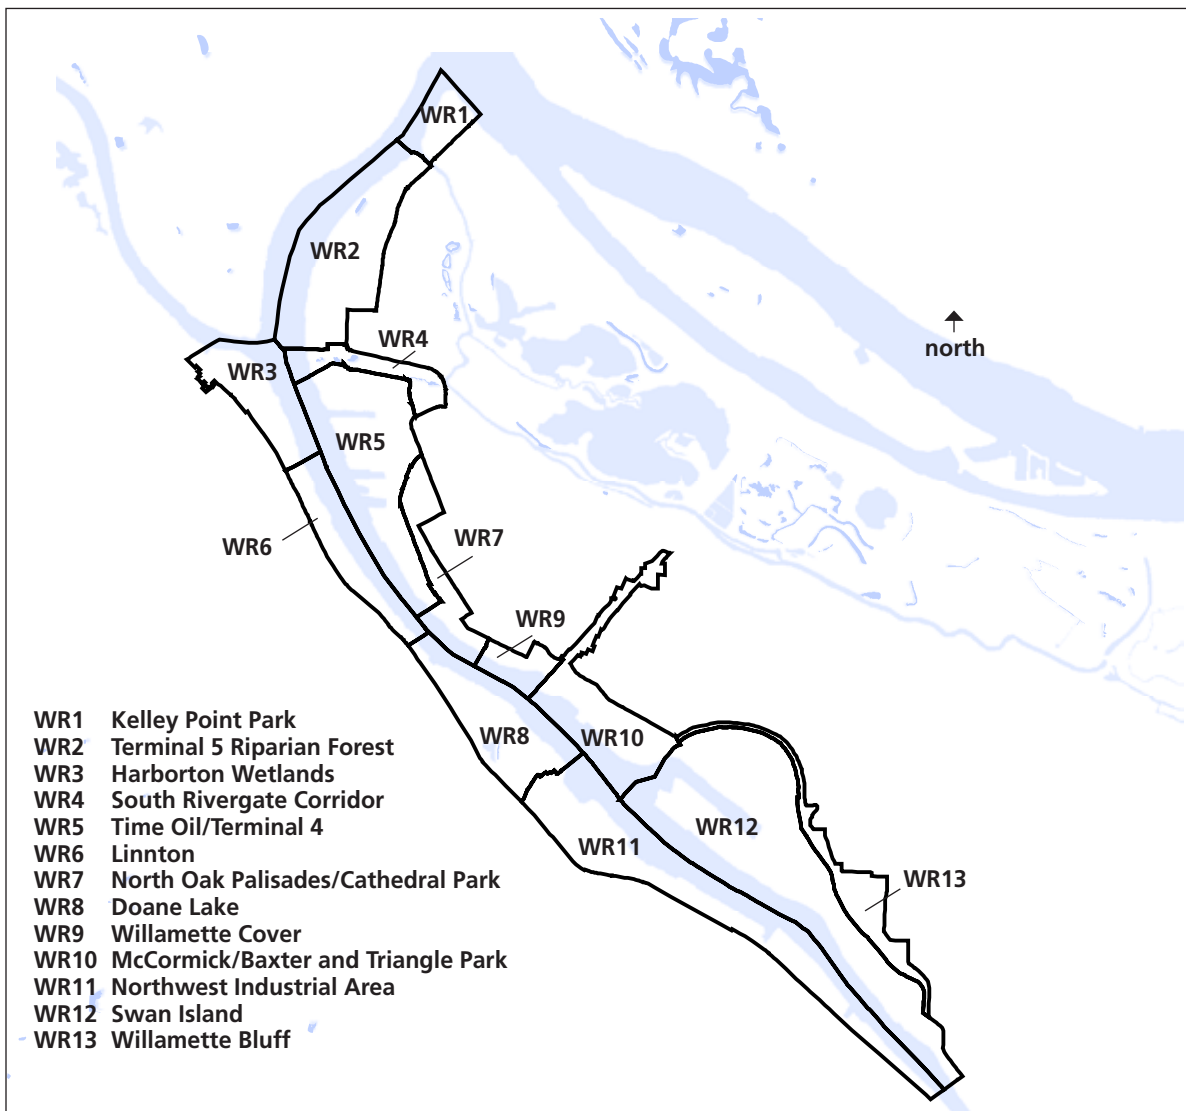 WR1
WR2
WR4
north
WR3
WR5
WR6
WR7
WR9
WR8
WR10
WR12
WR11
WR13
WR1 Kelley Point Park
WR2 Terminal 5 Riparian Forest
WR3 Harborton Wetlands
WR4 South Rivergate Corridor
WR5 Time Oil/Terminal 4
WR6 Linnton
WR7 North Oak Palisades/Cathedral Park
WR8 Doane Lake
WR9 Willamette Cover
WR10 McCormick/Baxter and Triangle Park
WR11 Northwest Industrial Area
WR12 Swan Island
WR13 Willamette Bluff